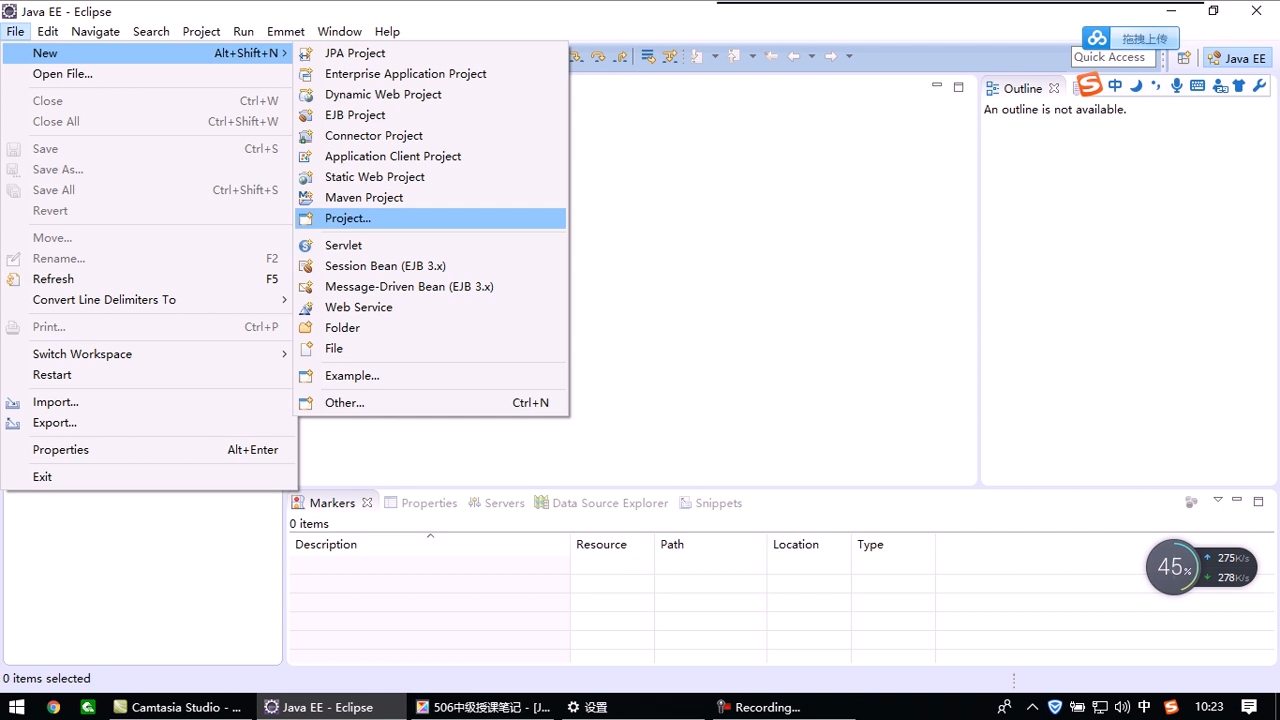 Java EE - Eclipse
File Edit Navigate Search Project Run Emmet Window Help
New Alt+Shift+N
Open File...
Close Ctrl+W
Close All Ctrl+Shift+W
Save Ctrl+S
Save As...
Save All Ctrl+Shift+S
Revert
Move...
Rename... F2
Refresh F5
Convert Line Delimiters To
Print... Ctrl+P
Switch Workspace
Restart
Import...
Export...
Properties Alt+Enter
Exit
JPA Project
Enterprise Application Project
Dynamic Web Project
EJB Project
Connector Project
Application Client Project
Static Web Project
Maven Project
Project...
Servlet
Session Bean (EJB 3.x)
Message-Driven Bean (EJB 3.x)
Web Service
Folder
File
Example...
Other... Ctrl+N
拖拽上传
Quick Access Java EE
Outline 中
An outline is not available.
Markers Properties Servers Data Source Explorer Snippets
0 items
Description Resource Path Location Type
45% 275K/s
278K/s
0 items selected
Camtasia Studio - ... Java EE - Eclipse 506中级授课笔记 - [J... 设置 Recording... 中 10:23